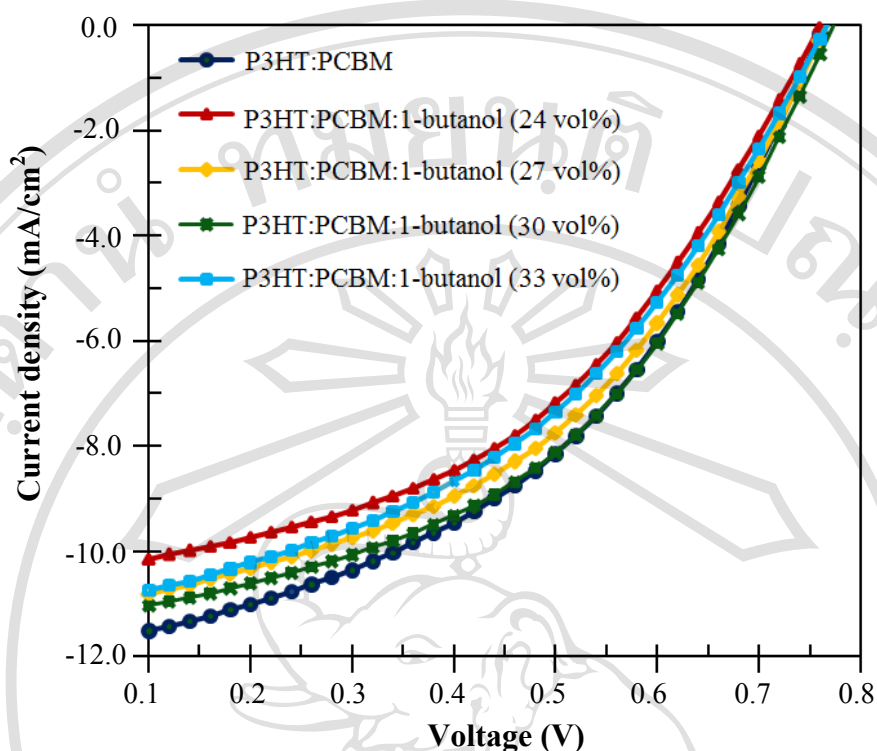 0.0
-2.0
-4.0
-6.0
-8.0
-10.0
-12.0
Current density (mA/cm²)
P3HT:PCBM
P3HT:PCBM:1-butanol (24 vol%)
P3HT:PCBM:1-butanol (27 vol%)
P3HT:PCBM:1-butanol (30 vol%)
P3HT:PCBM:1-butanol (33 vol%)
0.1 0.2 0.3 0.4 0.5 0.6 0.7 0.8
Voltage (V)